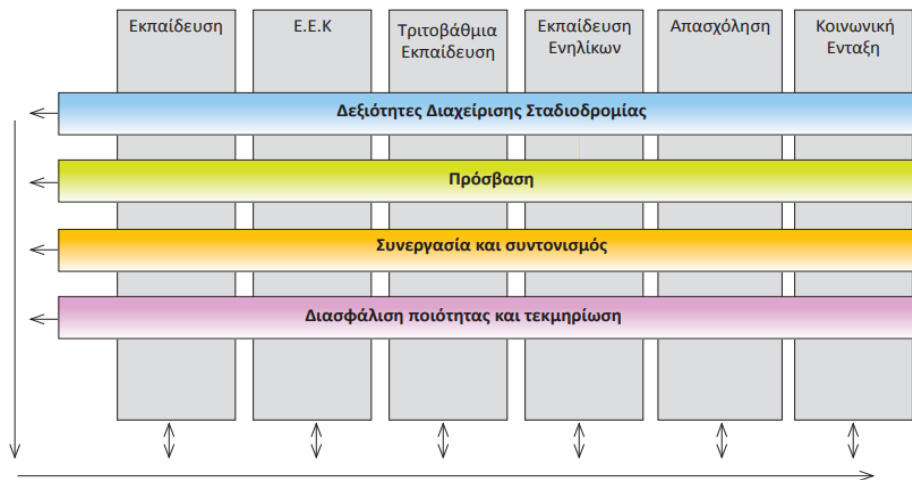 Εκπαίδευση
Ε.Ε.Κ
Τριτοβάθμια
Εκπαίδευση
Εκπαίδευση
Ενηλίκων
Απασχόληση
Κοινωνική
Ενταξη
Δεξιότητες Διαχείρισης Σταδιοδρομίας
Πρόσβαση
Συνεργασία και συντονισμός
Διασφάλιση ποιότητας και τεκμηρίωση